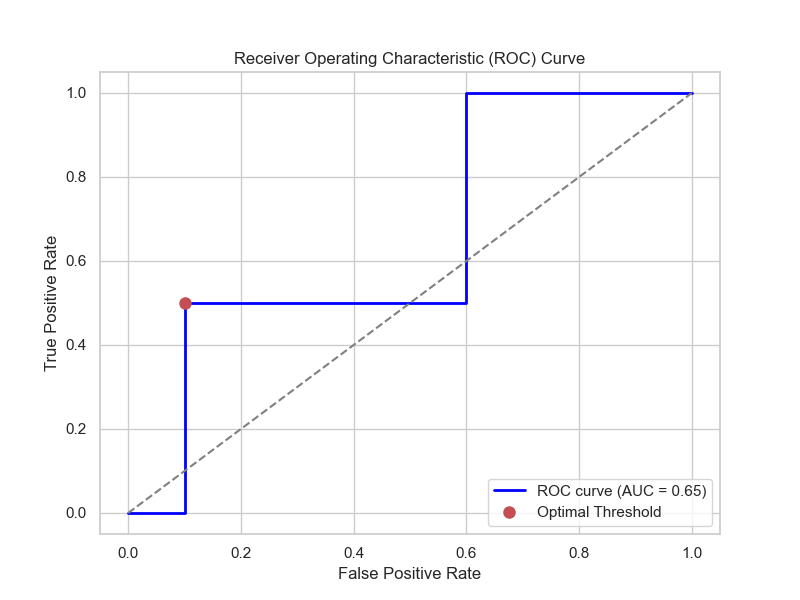 Receiver Operating Characteristic (ROC) Curve
1.0
0.8
0.6
0.4
0.2
0.0
True Positive Rate
0.0 0.2 0.4 0.6 0.8 1.0
False Positive Rate
ROC curve (AUC = 0.65)
Optimal Threshold